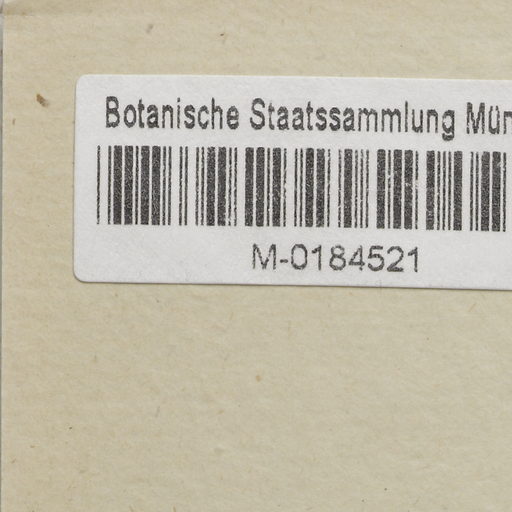 Botanische Staatssammlung Mün
M-0184521